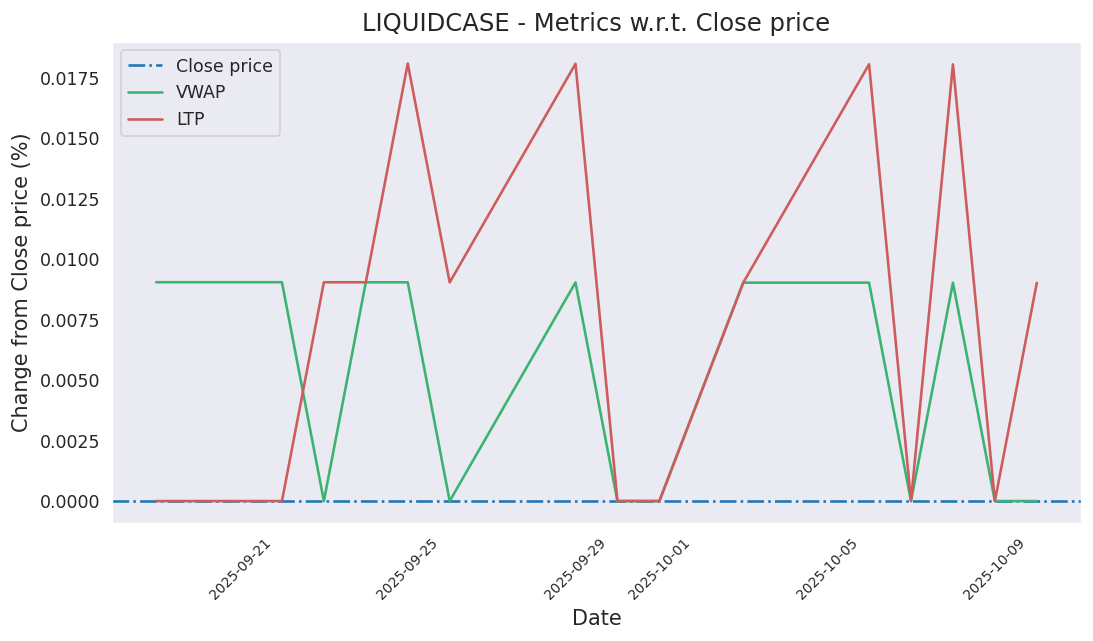 LIQUIDCASE - Metrics w.r.t. Close price
Close price
VWAP
LTP
Change from Close price (%)
0.0175
0.0150
0.0125
0.0100
0.0075
0.0050
0.0025
0.0000
2025-09-21
2025-09-25
2025-09-29
2025-10-01
2025-10-05
2025-10-09
Date